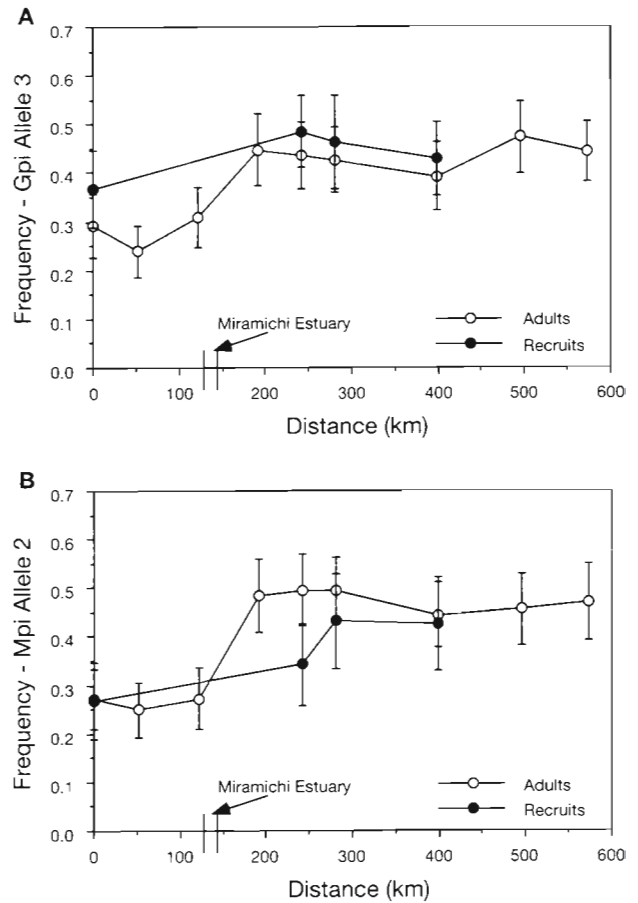 A
Frequency - Gpi Allele 3
0.7
0.6
0.5
0.4
0.3
0.2
0.1
0.0
Miramichi Estuary
Adults
Recruits
0 100 200 300 400 500 600
Distance (km)
B
Frequency - Mpi Allele 2
0.7
0.6
0.5
0.4
0.3
0.2
0.1
0.0
Miramichi Estuary
Adults
Recruits
0 100 200 300 400 500 600
Distance (km)